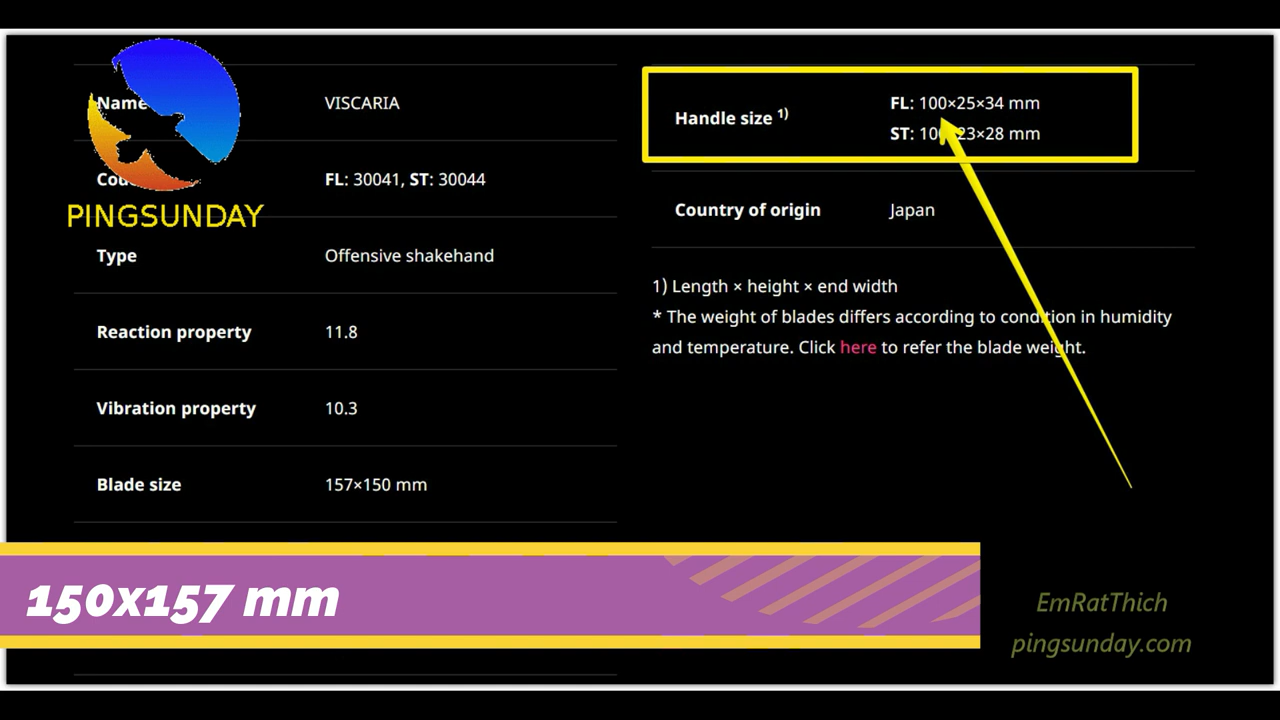 Name VISCARIA
FL: 30041, ST: 30044
PINGSUNDAY
Type Offensive shakehand
Reaction property 11.8
Vibration property 10.3
Blade size 157×150 mm
Handle size 1) FL: 100×25×34 mm
ST: 23×28 mm
Country of origin Japan
1) Length × height × end width
* The weight of blades differs according to condition in humidity
and temperature. Click here to refer the blade weight.
150x157 mm
EmRatThich
pingsunday.com